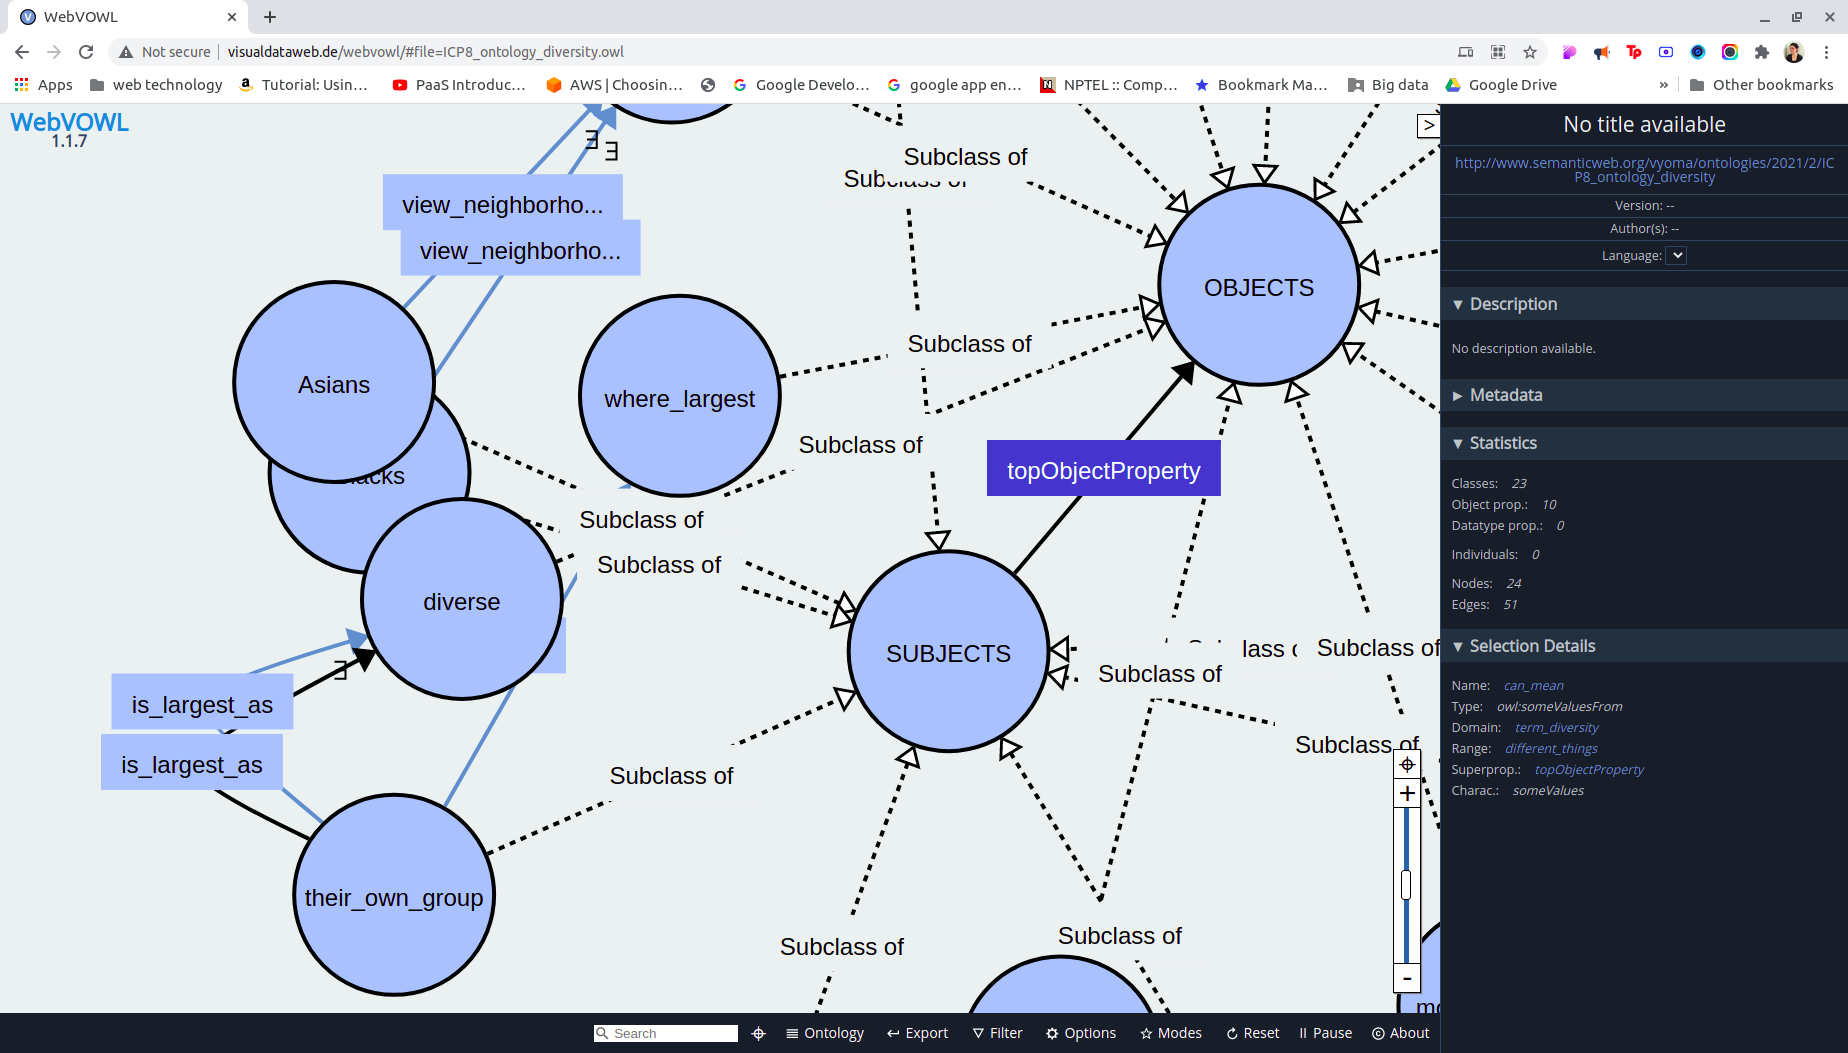 WebVOWL
Not secure
visualdataweb.de/webvowl/#file=ICP8_ontology_diversity.owl
Apps
web technology
Tutorial: Usin...
PaaS Introduc...
AWS | Choosin...
Google Develo...
google app en...
NPTEL :: Comp...
Bookmark Ma...
Big data
Google Drive
Other bookmarks
WebVOWL
1.1.7
Subclass of
Subclass of
view_neighborho...
view_neighborho...
OBJECTS
Subclass of
Asians
where_largest
Subclass of
topObjectProperty
Subclass of
Subclass of
diverse
SUBJECTS
Subclass of
Subclass of
is_largest_as
Subclass of
is_largest_as
Subclass of
their_own_group
Subclass of
Subclass of
>
+
-
No title available
http://www.semanticweb.org/vyoma/ontologies/2021/2/IC
P8_ontology_diversity
Version: --
Author(s): --
Language:
▼ Description
No description available.
▶ Metadata
▼ Statistics
Classes: 23
Object prop.: 10
Datatype prop.: 0
Individuals: 0
Nodes: 24
Edges: 51
▼ Selection Details
Name: can_mean
Type: owl:someValuesFrom
Domain: term_diversity
Range: different_things
Superprop.: topObjectProperty
Charac.: someValues
Search
Ontology
Export
Filter
Options
Modes
Reset
Pause
About